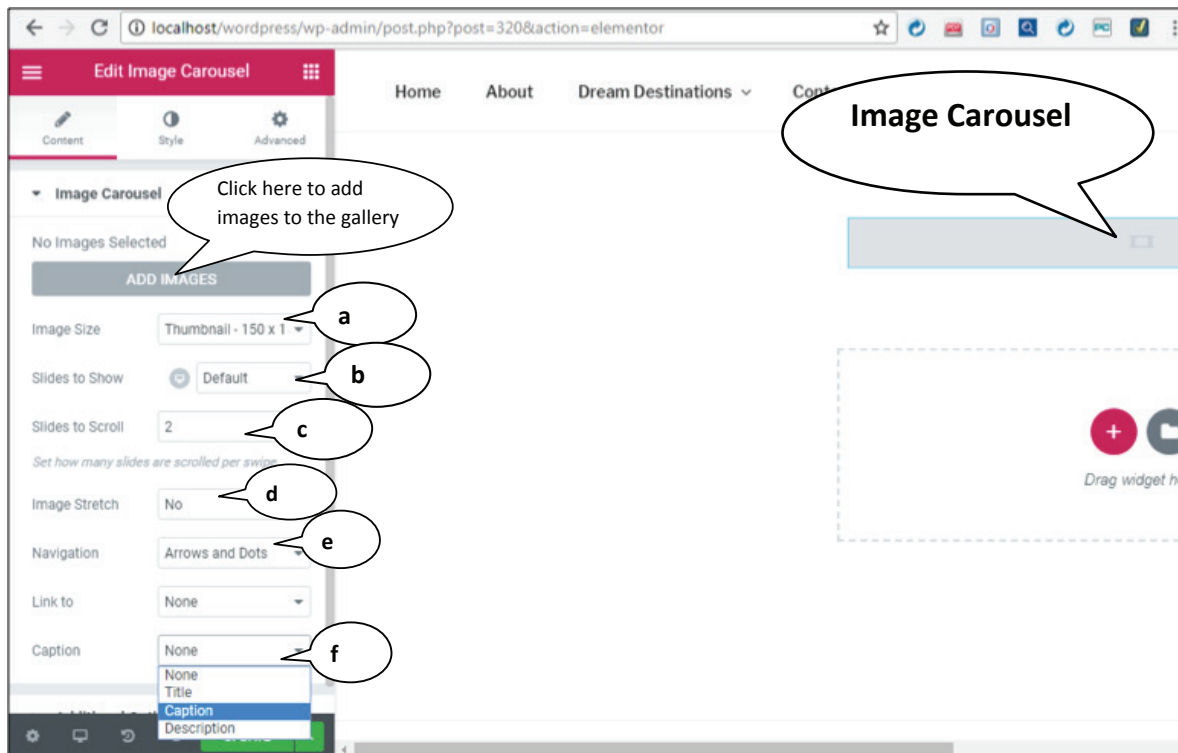 localhost/wordpress/wp-admin/post.php?post=320&action=elementor
Edit Image Carousel
Home About Dream Destinations
Image Carousel
Content Style Advanced
Image Carousel
Click here to add
images to the gallery
No Images Selected
ADD IMAGES
Image Size Thumbnail - 150 x 1
a
Slides to Show Default
b
Slides to Scroll 2
c
Set how many slides are scrolled per swipe
Image Stretch No
d
Navigation Arrows and Dots
e
Link to None
Caption None
f
None
Title
Caption
Description
Drag widget